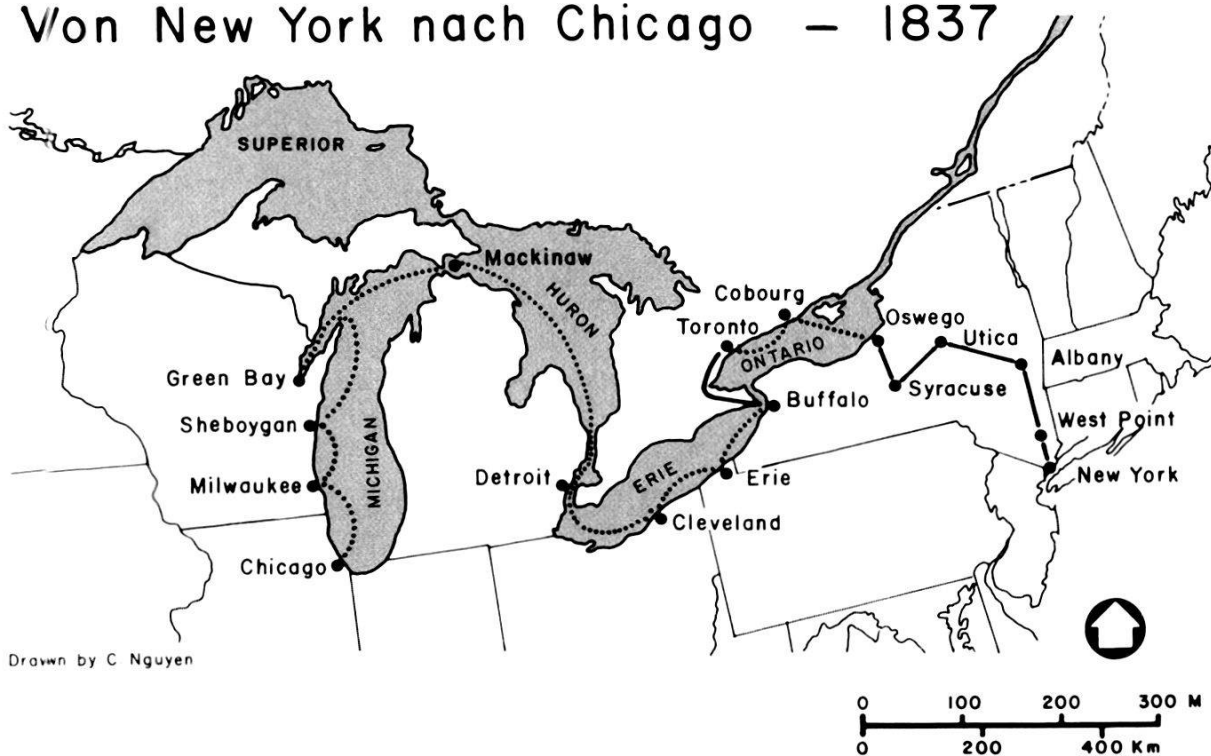 Von New York nach Chicago – 1837
SUPERIOR
Mackinaw
HURON
Cobourg
Toronto
ONTARIO
Oswego
Utica
Albany
Green Bay
Syracuse
Buffalo
Sheboygan
West Point
MICHIGAN
Milwaukee
Detroit
ERIE
Erie
New York
Cleveland
Chicago
Drawn by C Nguyen
0 100 200 300 M
0 200 400 Km